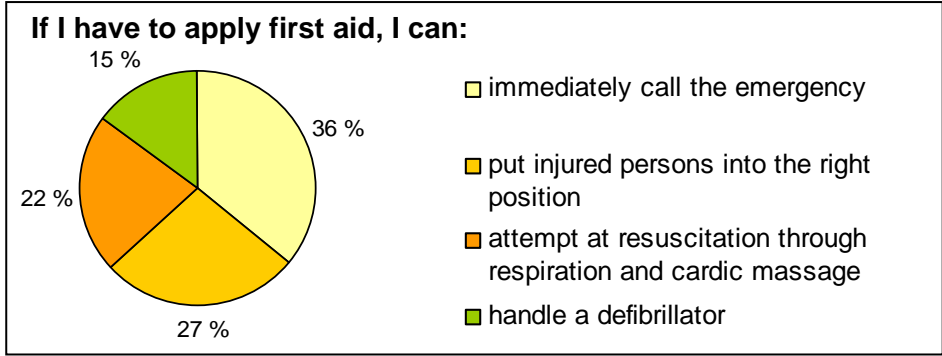 If I have to apply first aid, I can:
15 %
36 %
22 %
27 %
immediately call the emergency
put injured persons into the right
position
attempt at resuscitation through
respiration and cardic massage
handle a defibrillator